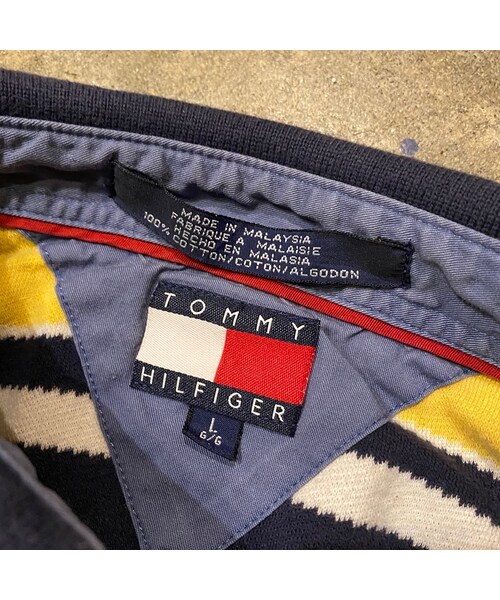 MADE IN MALAYSIA
FABRIQUE A MALAISIE
HECHO EN MALASIA
100% COTTON/COTON/ALGODON
TOMMY
HILFIGER
L
G/G